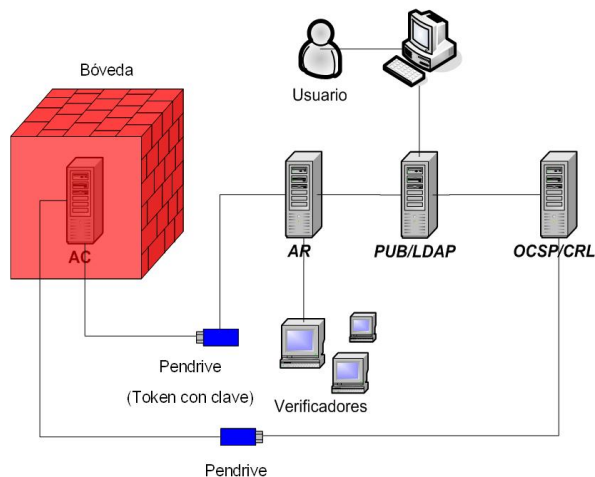 Bóveda
Usuario
AC
AR
PUB/LDAP
OCSP/CRL
Pendrive
(Token con clave)
Verificadores
Pendrive